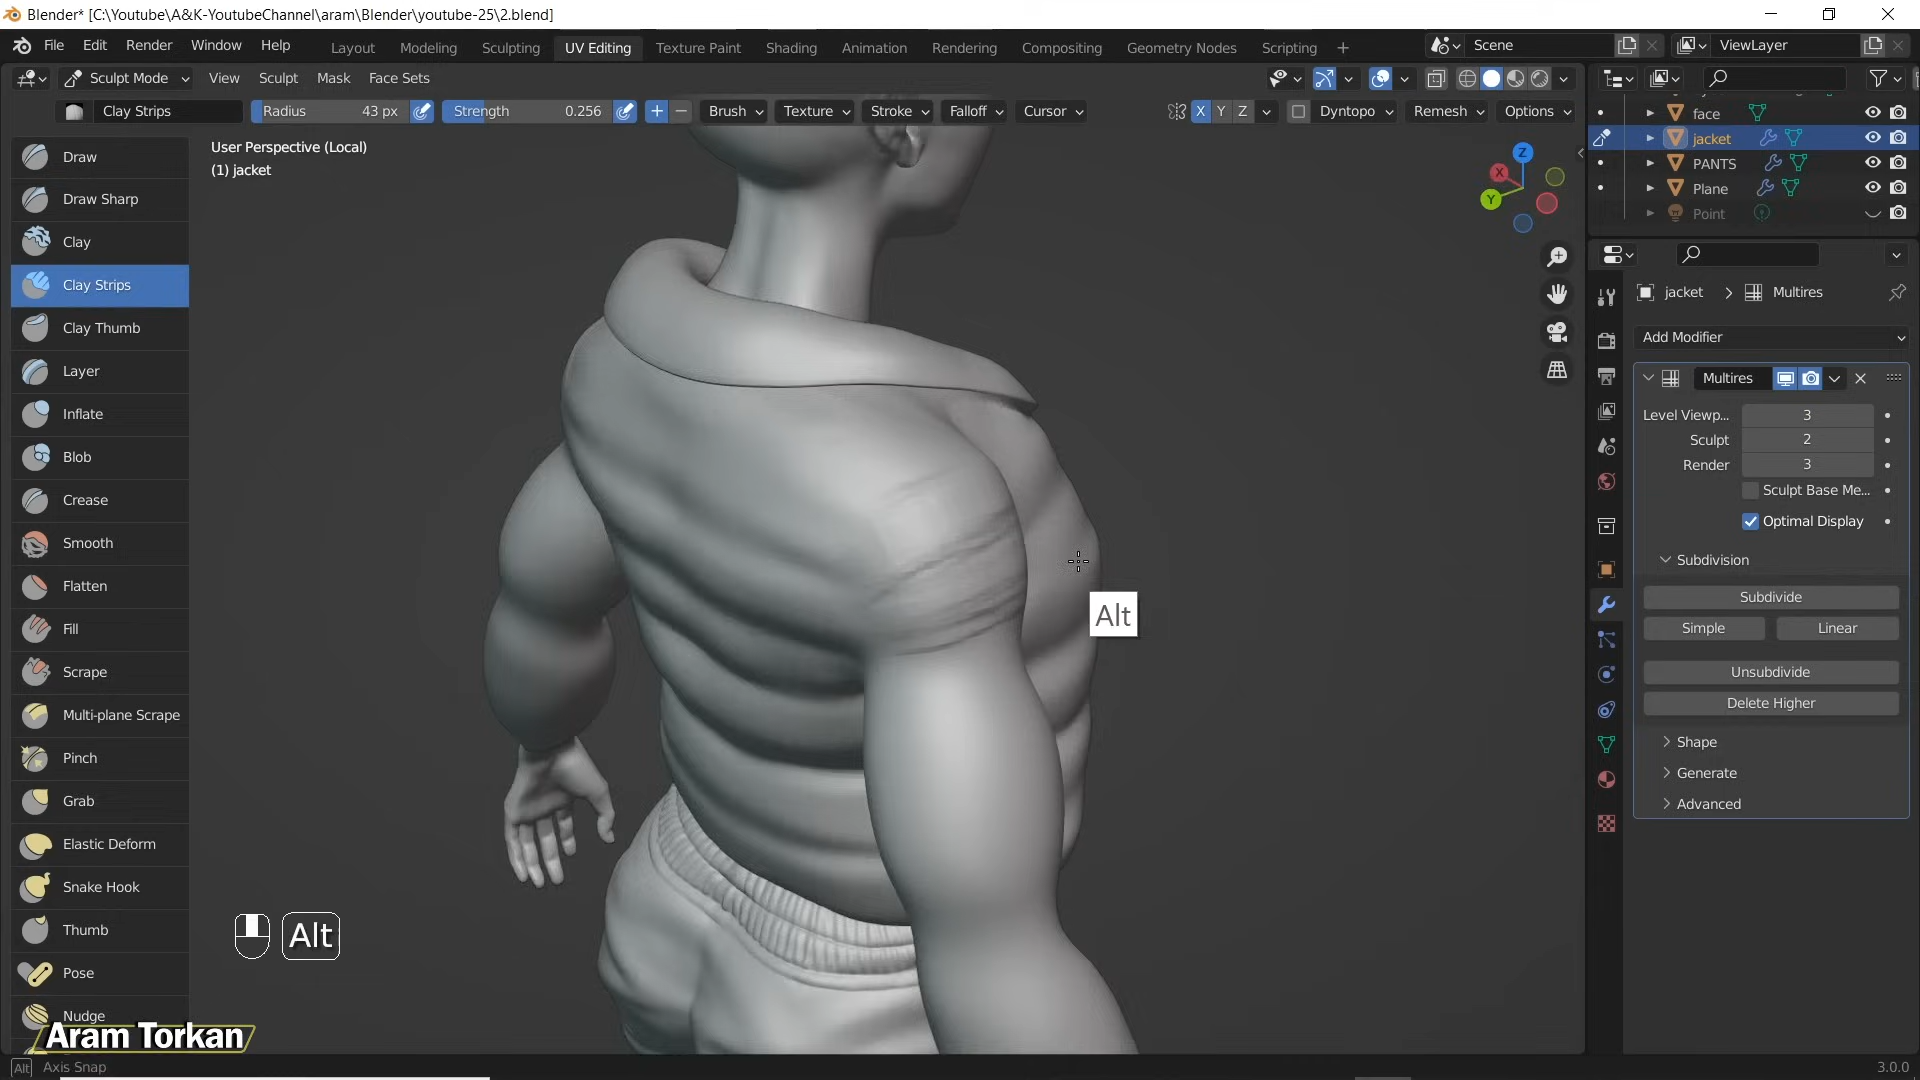 Blender* [C:\Youtube\A&K-YoutubeChannel\aram\Blender\youtube-25\2.blend]
File Edit Render Window Help Layout Modeling Sculpting UV Editing Texture Paint Shading Animation Rendering Compositing Geometry Nodes Scripting + Scene ViewLayer
Sculpt Mode View Sculpt Mask Face Sets
Clay Strips Radius 43 px Strength 0.256 Brush Texture Stroke Falloff Cursor X Y Z Dyntopo Remesh Options
User Perspective (Local)
(1) jacket
Draw
Draw Sharp
Clay
Clay Strips
Clay Thumb
Layer
Inflate
Blob
Crease
Smooth
Flatten
Fill
Scrape
Multi-plane Scrape
Pinch
Grab
Elastic Deform
Snake Hook
Thumb
Pose
Nudge
Z
X
Y
Alt
Alt
Aram Torkan
face
jacket
PANTS
Plane
Point
jacket > Multires
Add Modifier
Multires
Level Viewp... 3
Sculpt 2
Render 3
Sculpt Base Me...
Optimal Display
Subdivision
Subdivide
Simple Linear
Unsubdivide
Delete Higher
Shape
Generate
Advanced
Alt Axis Snap
3.0.0